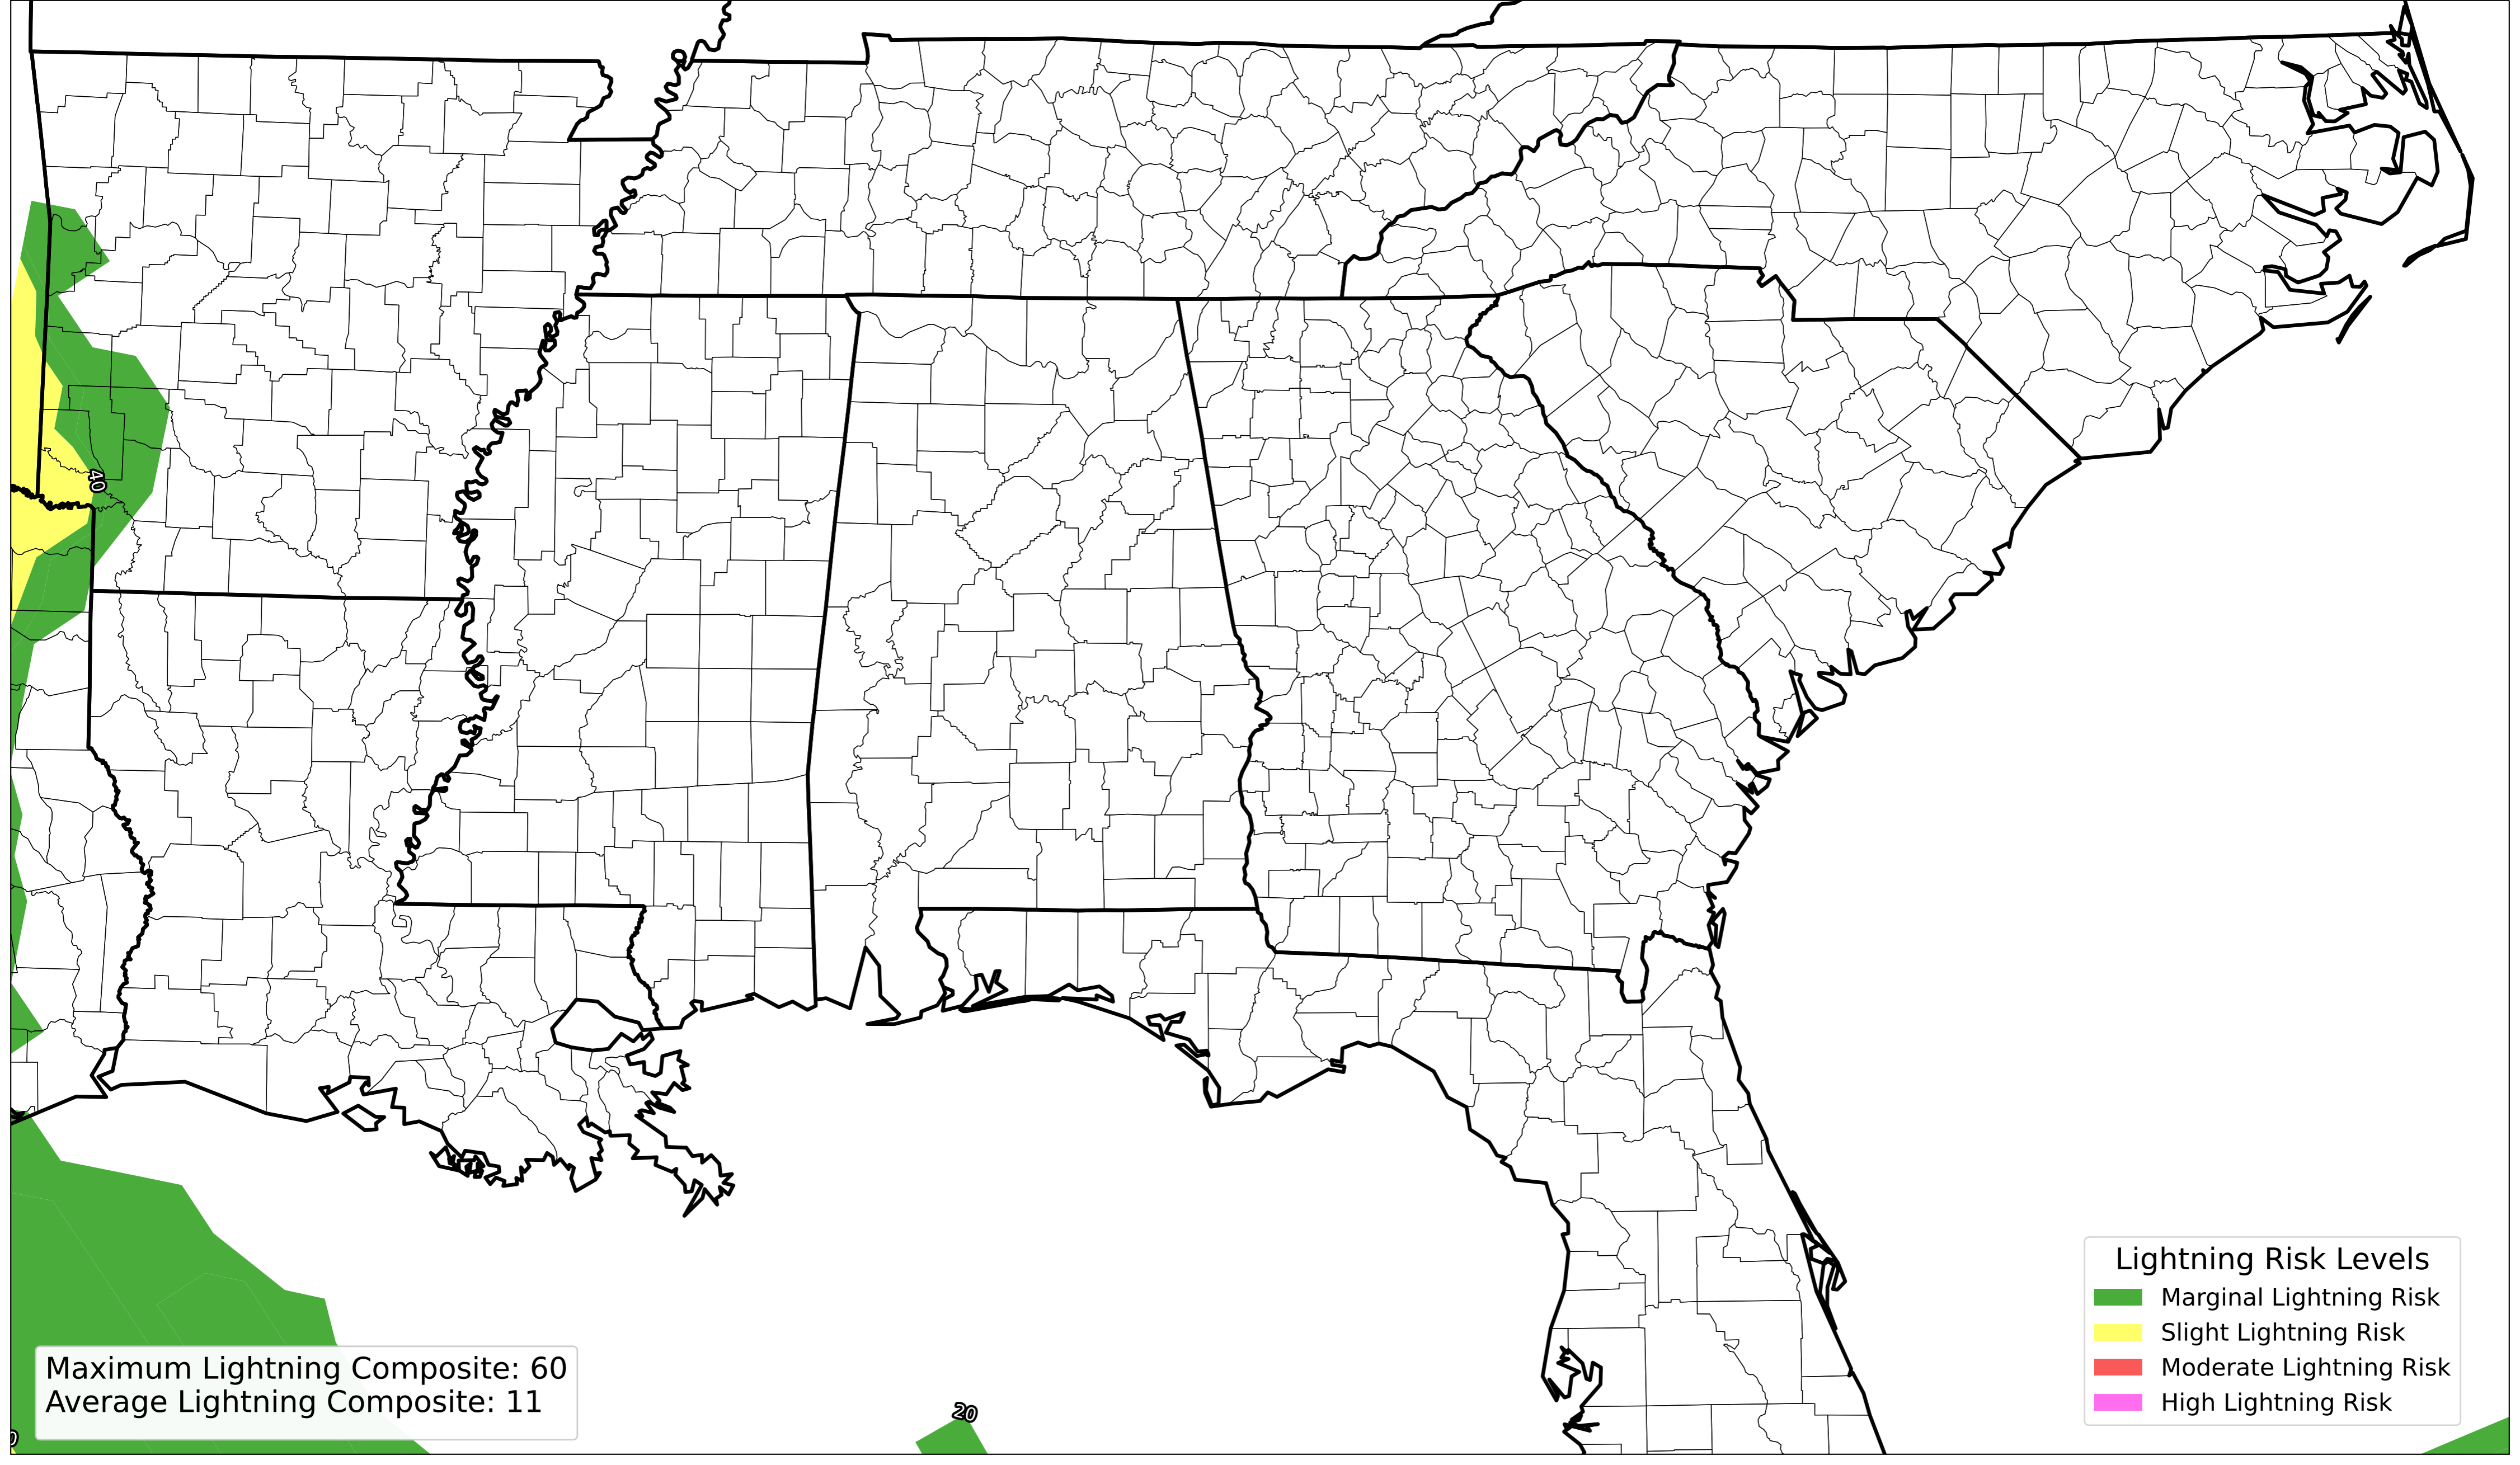 40
Lightning Risk Levels
Marginal Lightning Risk
Slight Lightning Risk
Moderate Lightning Risk
High Lightning Risk
Maximum Lightning Composite: 60
Average Lightning Composite: 11
20